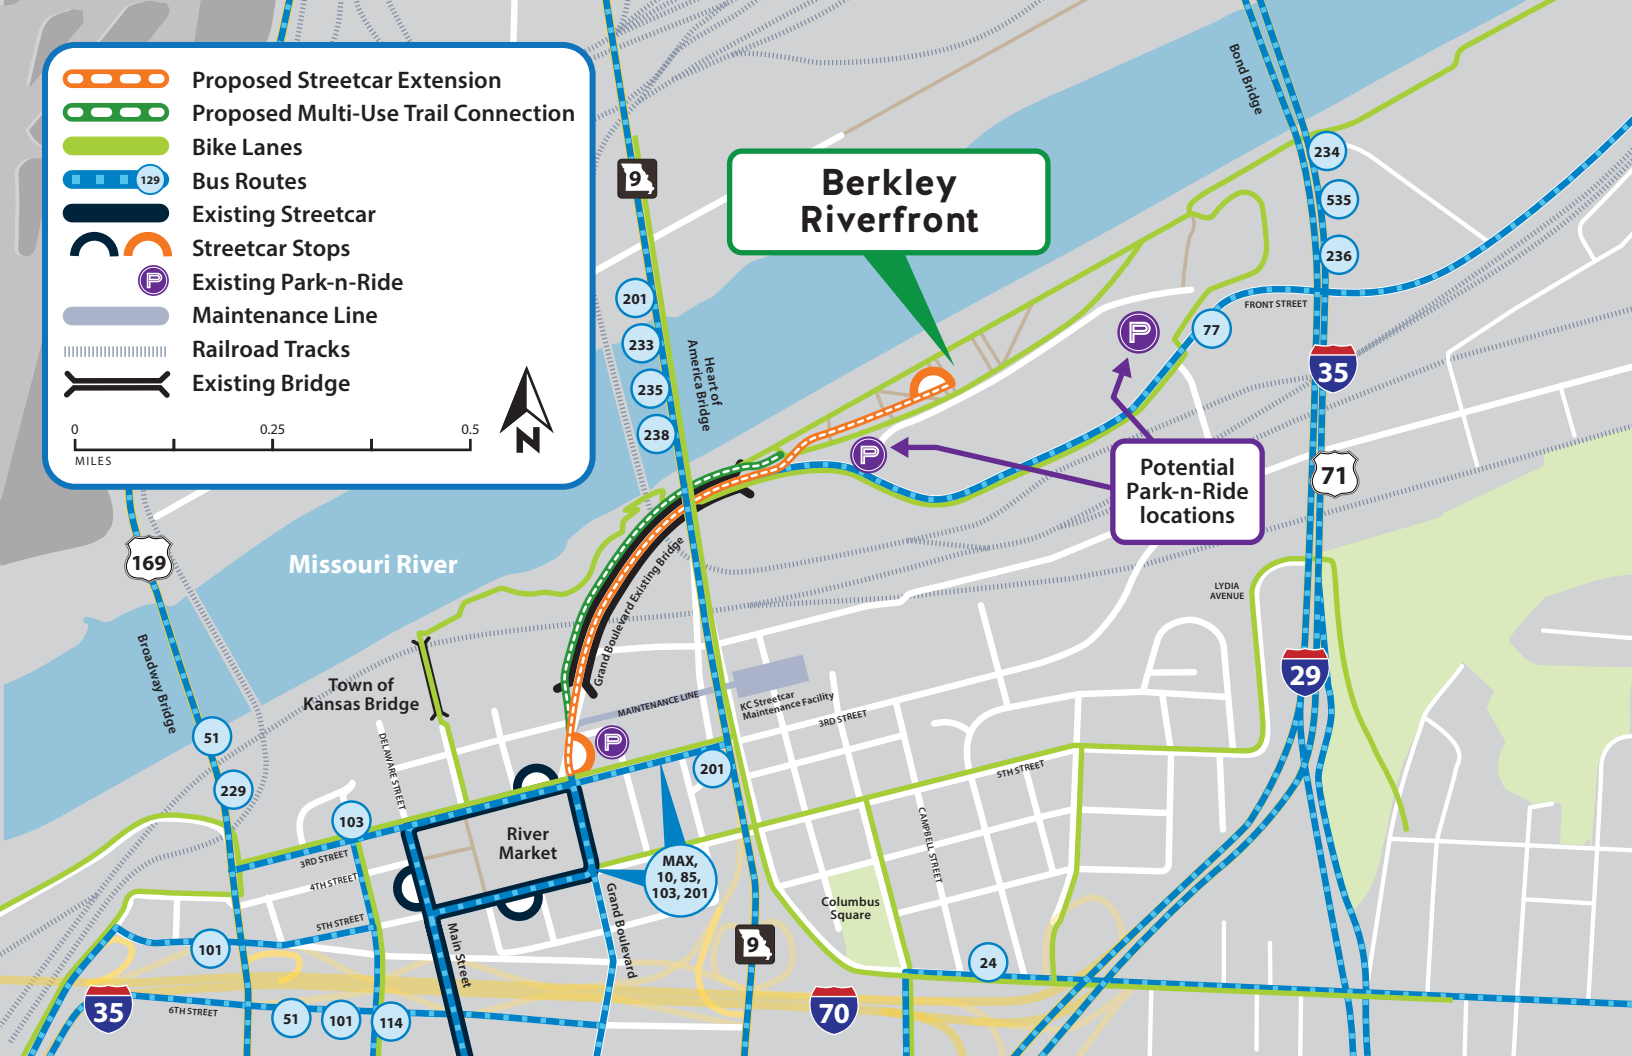 Proposed Streetcar Extension
Proposed Multi-Use Trail Connection
Bike Lanes
129
Bus Routes
Existing Streetcar
Streetcar Stops
P
Existing Park-n-Ride
Maintenance Line
Railroad Tracks
Existing Bridge
0
0.25
0.5
MILES
N
9
Berkley
Riverfront
Bond Bridge
234
535
236
FRONT STREET
77
P
35
201
233
235
238
Heart of
America Bridge
P
Potential
Park-n-Ride
locations
71
169
Missouri River
Grand Boulevard Existing Bridge
LYDIA
AVENUE
29
Broadway Bridge
Town of
Kansas Bridge
MAINTENANCE LINE
KC Streetcar
Maintenance Facility
3RD STREET
51
229
DELAWARE STREET
P
201
5TH STREET
103
River
Market
3RD STREET
4TH STREET
5TH STREET
MAX,
10, 85,
103, 201
CAMPBELL STREET
Columbus
Square
Grand Boulevard
Main Street
101
9
24
35
6TH STREET
51
101
114
70